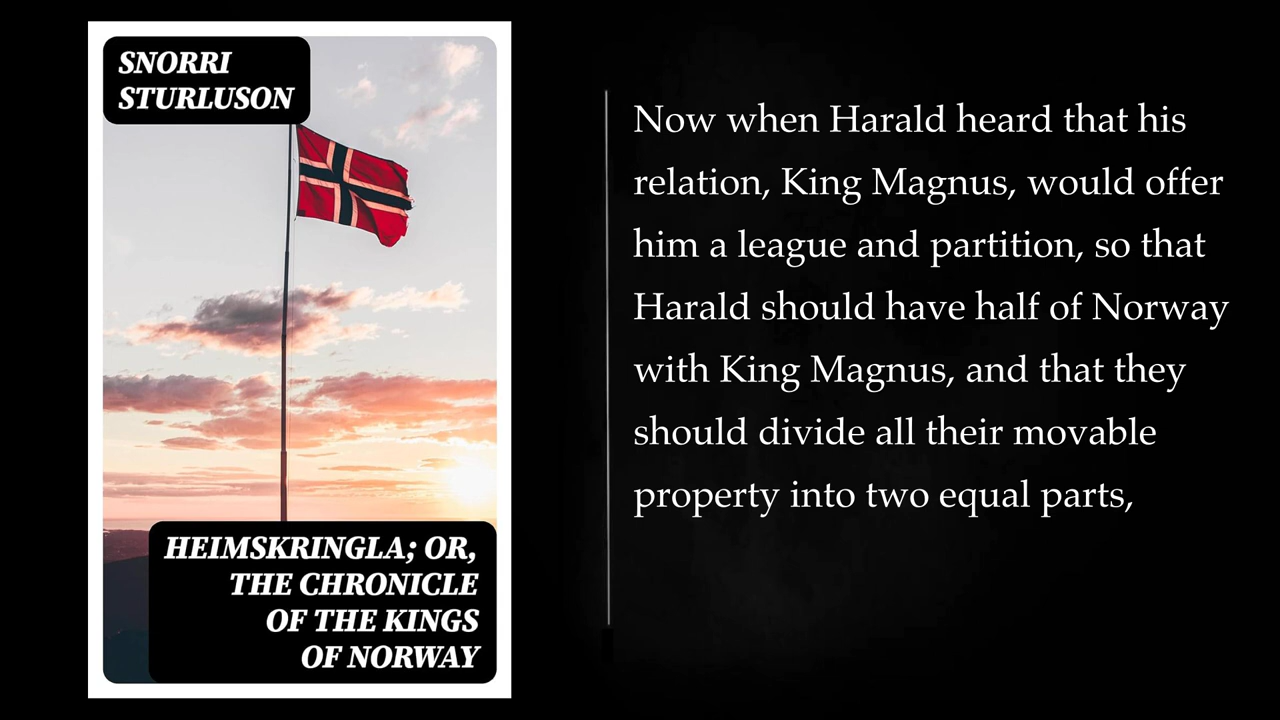 SNORRI
STURLUSON
HEIMSKRINGLA; OR,
THE CHRONICLE
OF THE KINGS
OF NORWAY
Now when Harald heard that his
relation, King Magnus, would offer
him a league and partition, so that
Harald should have half of Norway
with King Magnus, and that they
should divide all their movable
property into two equal parts,